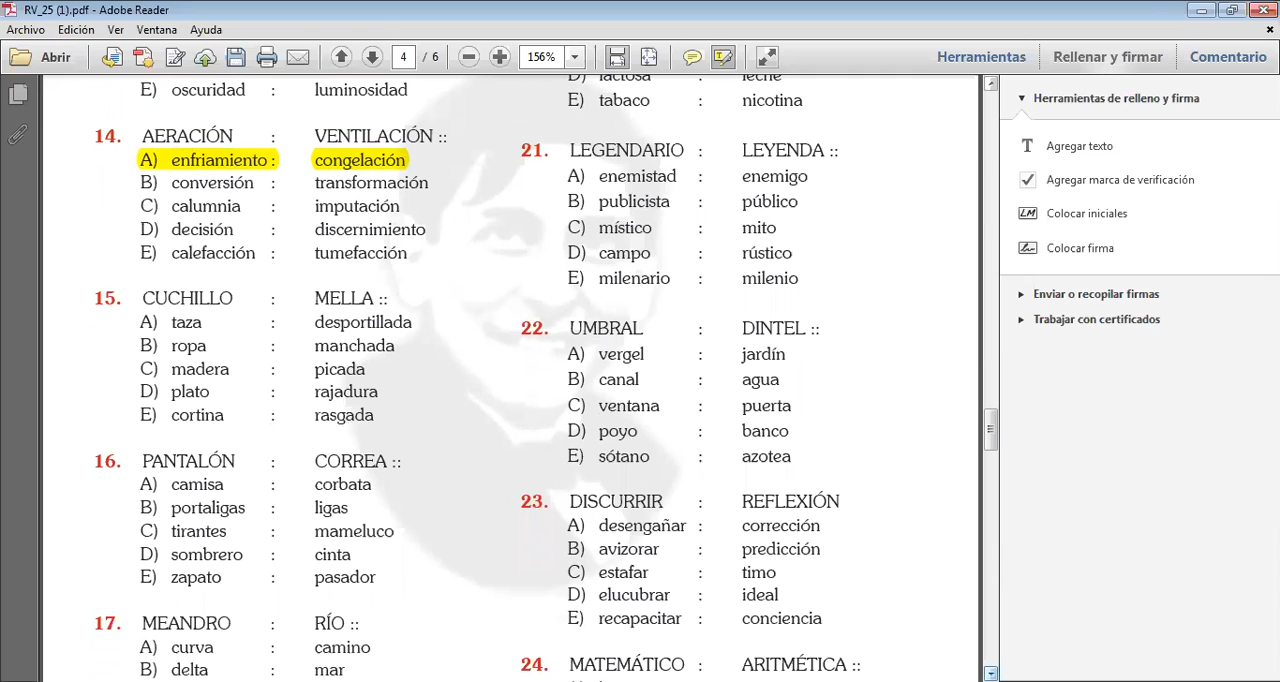 RV_25 (1).pdf - Adobe Reader
Archivo Edición Ver Ventana Ayuda
Abrir 4 / 6 156% Herramientas Rellenar y firmar Comentario
E) oscuridad : luminosidad
14. AERACIÓN : VENTILACIÓN ::
A) enfriamiento : congelación
B) conversión : transformación
C) calumnia : imputación
D) decisión : discernimiento
E) calefacción : tumefacción
15. CUCHILLO : MELLA ::
A) taza : desportillada
B) ropa : manchada
C) madera : picada
D) plato : rajadura
E) cortina : rasgada
16. PANTALÓN : CORREA ::
A) camisa : corbata
B) portaligas : ligas
C) tirantes : mameluco
D) sombrero : cinta
E) zapato : pasador
17. MEANDRO : RÍO ::
A) curva : camino
B) delta : mar
D) lactosa : leche
E) tabaco : nicotina
21. LEGENDARIO : LEYENDA ::
A) enemistad : enemigo
B) publicista : público
C) místico : mito
D) campo : rústico
E) milenario : milenio
22. UMBRAL : DINTEL ::
A) vergel : jardín
B) canal : agua
C) ventana : puerta
D) poyo : banco
E) sótano : azotea
23. DISCURRIR : REFLEXIÓN
A) desengañar : corrección
B) avizorar : predicción
C) estafar : timo
D) elucubrar : ideal
E) recapacitar : conciencia
24. MATEMÁTICO : ARITMÉTICA ::
Herramientas de relleno y firma
T Agregar texto
Agregar marca de verificación
LM Colocar iniciales
Colocar firma
Enviar o recopilar firmas
Trabajar con certificados